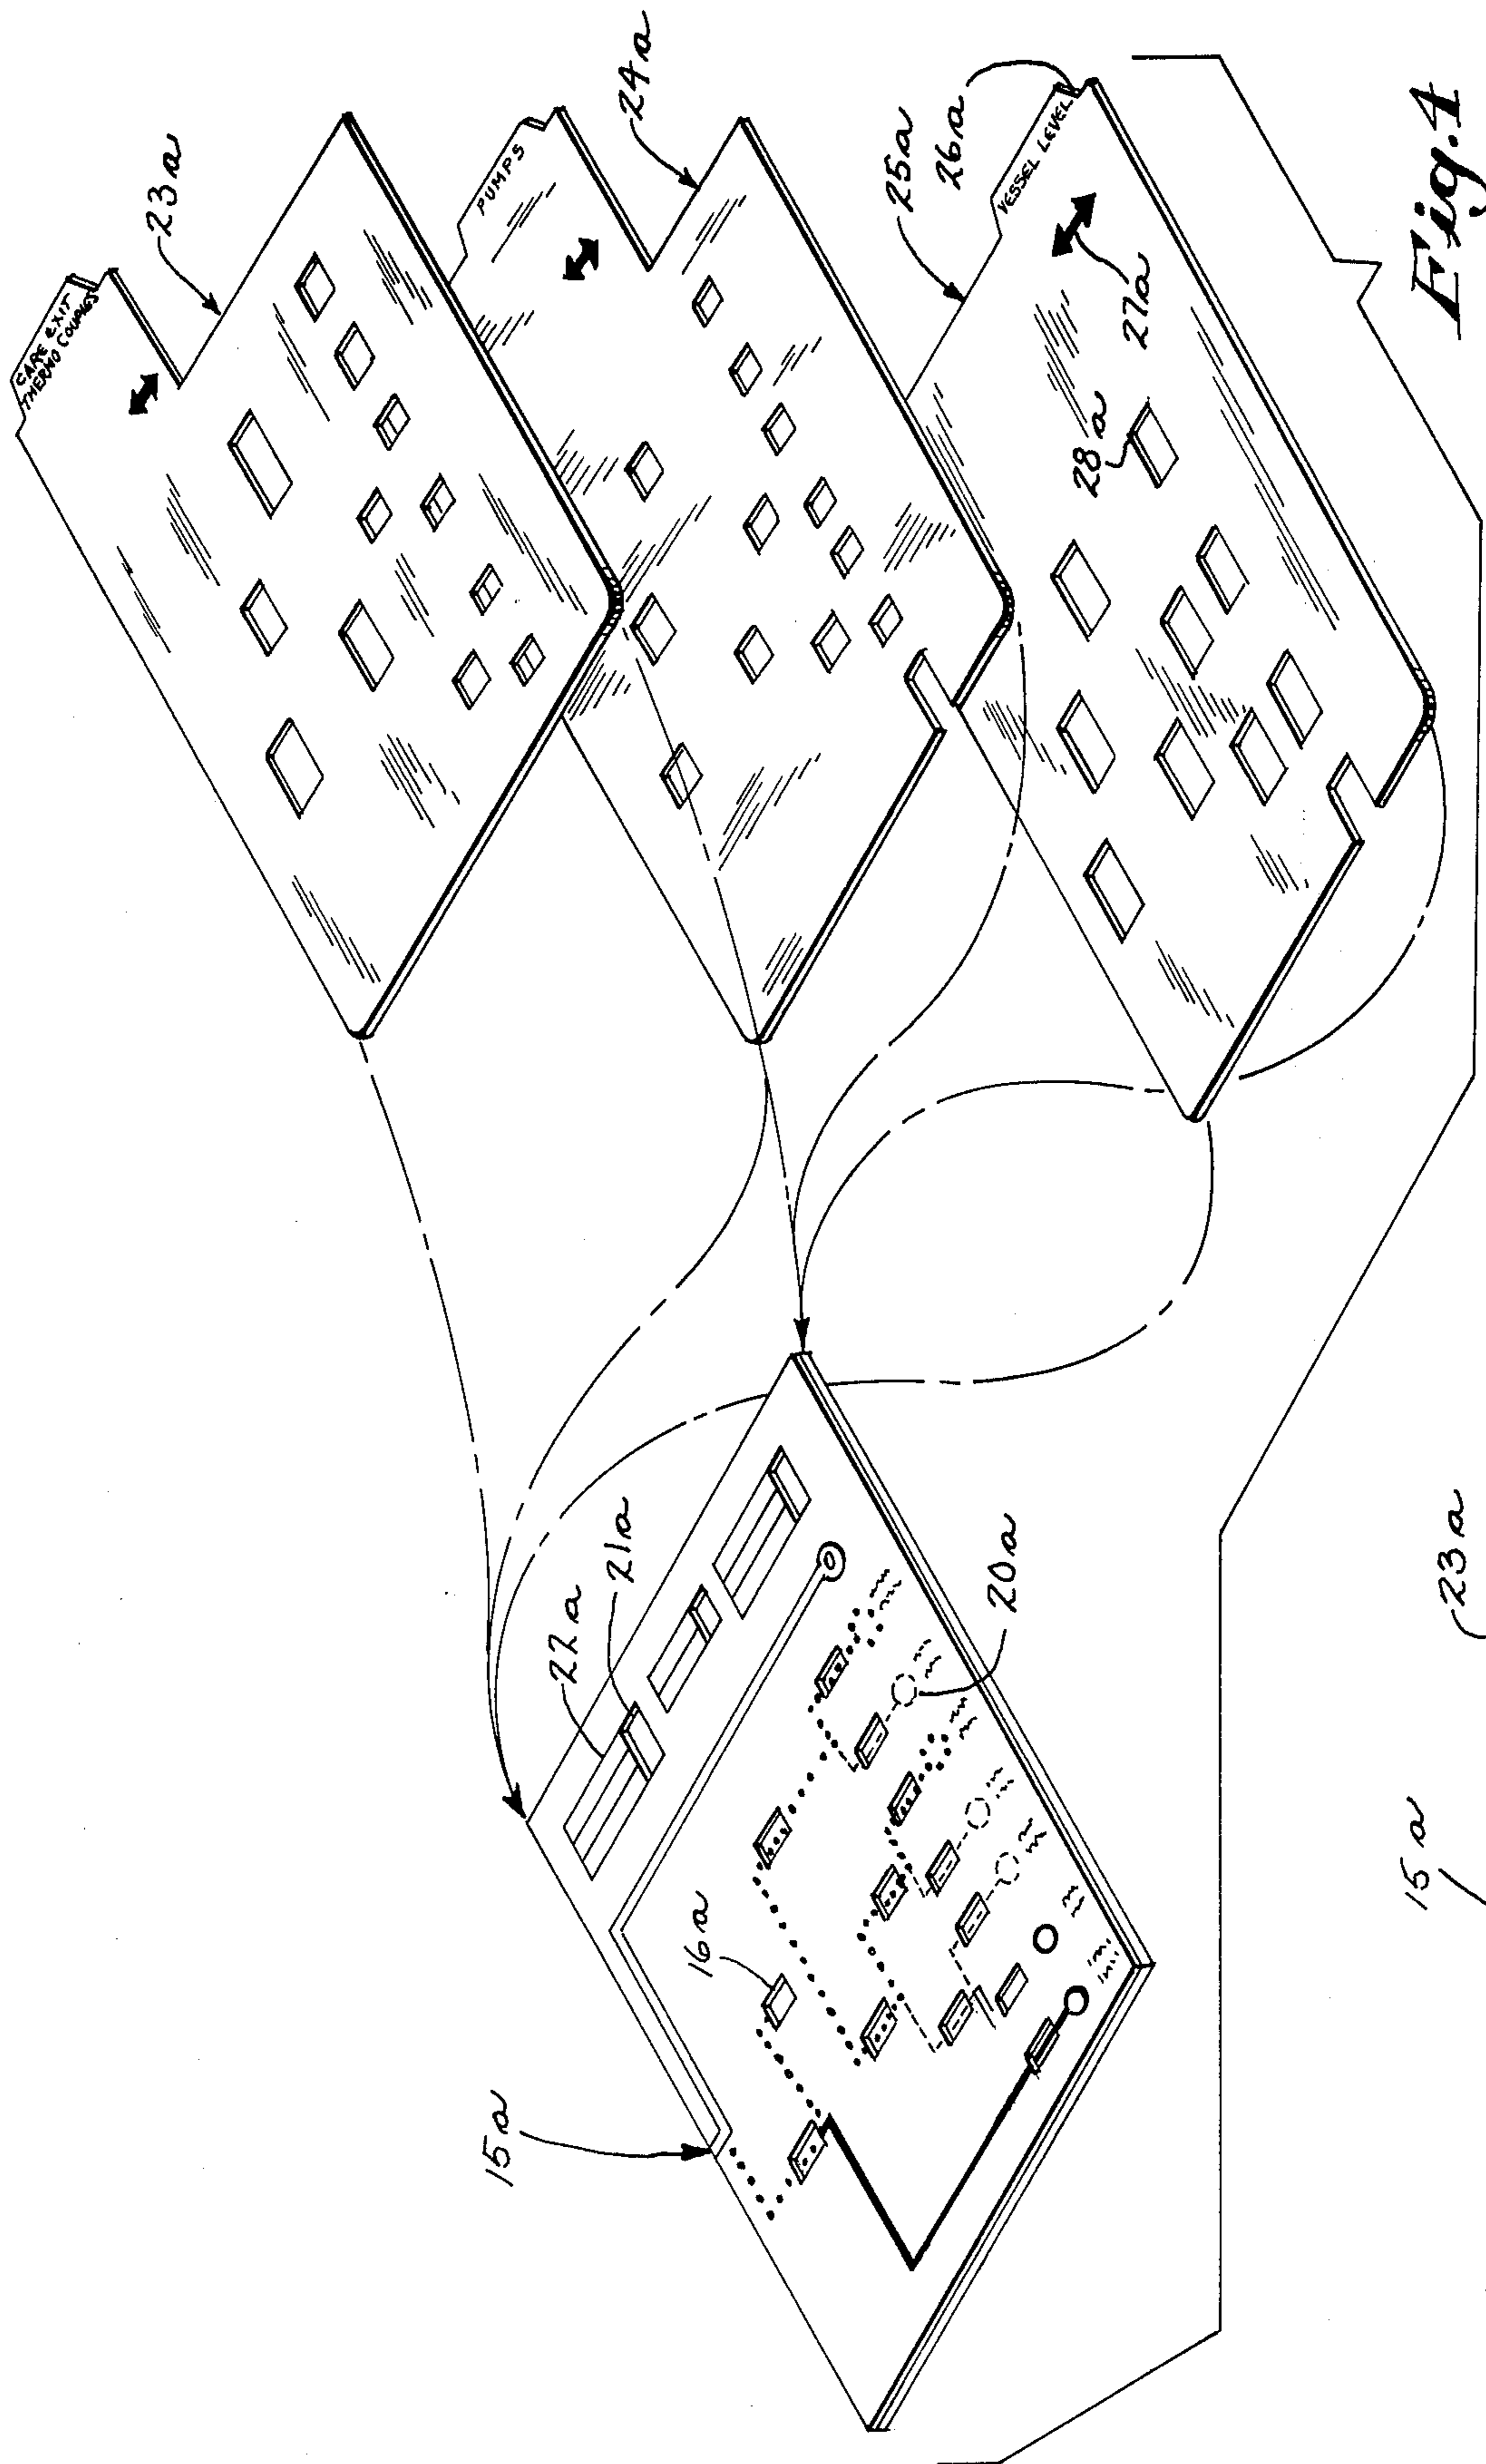 CARE EXIT
THERMO COUPLES
23a
PUMPS
24a
25a
26a
VESSEL LEVEL
27a
28a
22a
21a
20a
16a
15a
Fig. 4
15a
23a